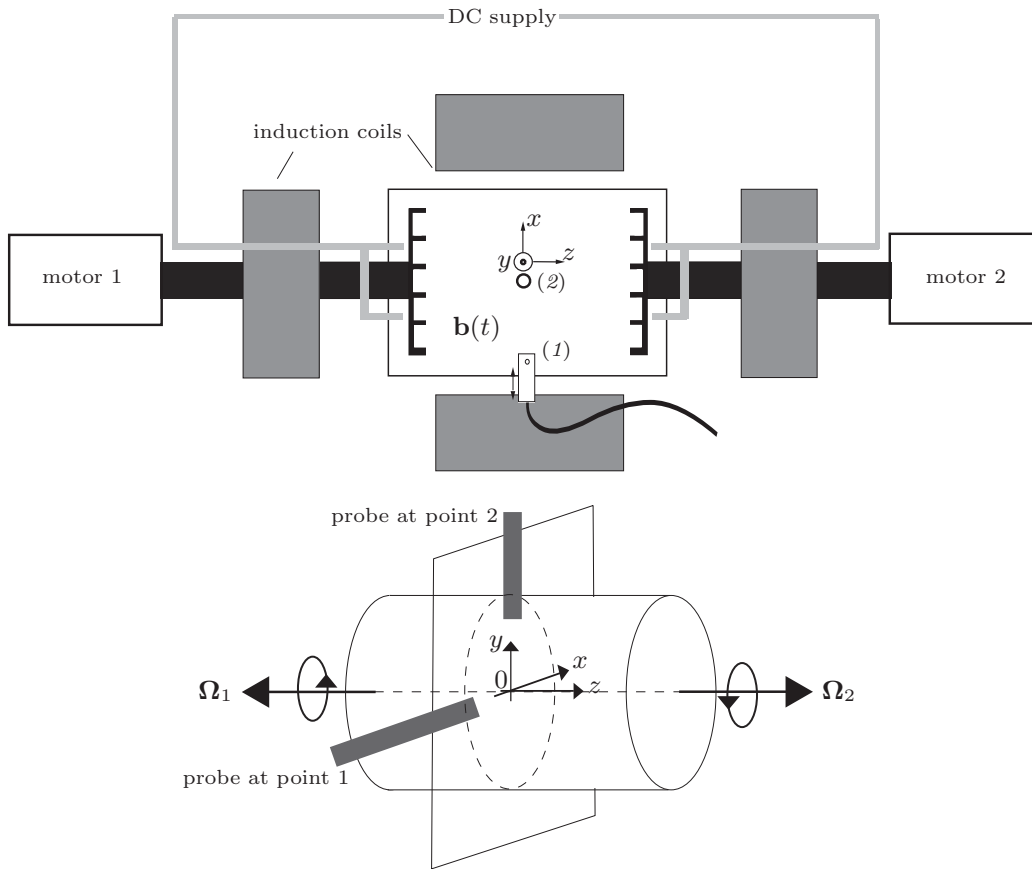 DC supply
induction coils
motor 1
x
y
z
(2)
motor 2
b(t)
(1)
probe at point 2
y
x
0
z
Ω1
Ω2
probe at point 1